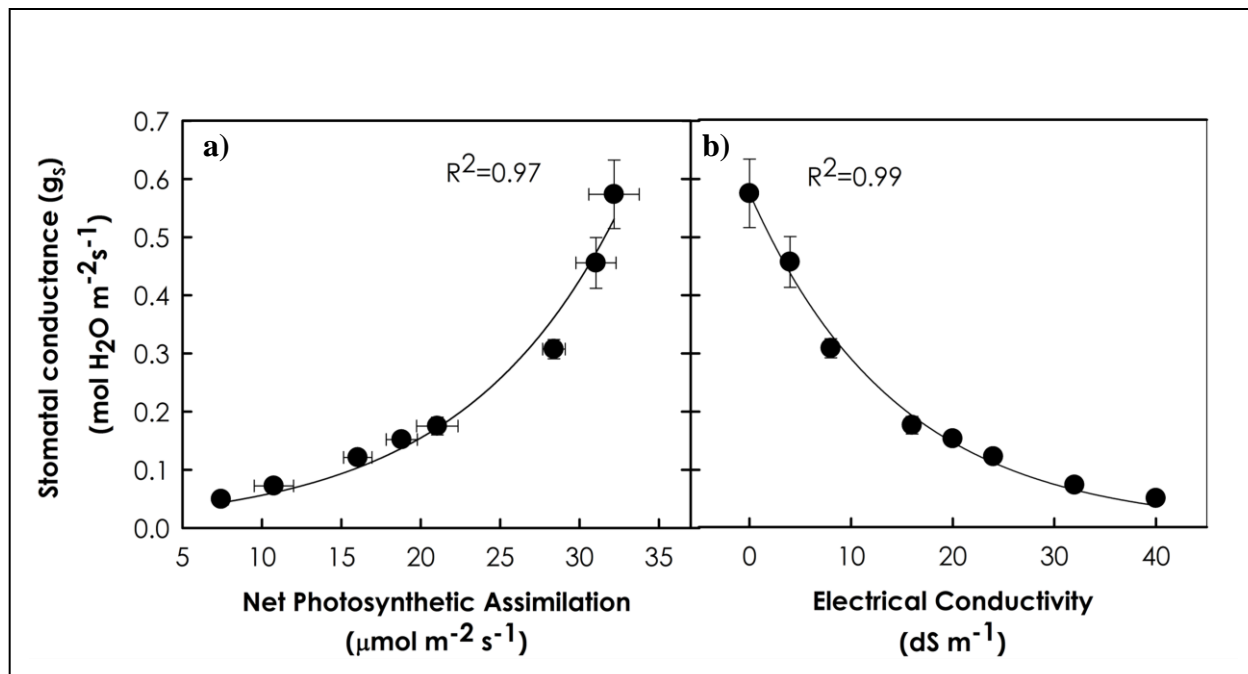 a)
R²=0.97
b)
R²=0.99
Stomatal conductance (gₛ)
(mol H₂O m⁻²s⁻¹)
0.7
0.6
0.5
0.4
0.3
0.2
0.1
0.0
5 10 15 20 25 30 35
0 10 20 30 40
Net Photosynthetic Assimilation
(μmol m⁻² s⁻¹)
Electrical Conductivity
(dS m⁻¹)